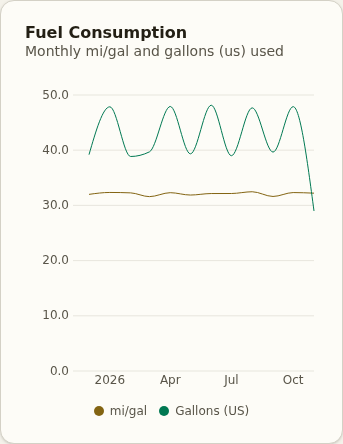 Fuel Consumption
Monthly mi/gal and gallons (us) used
50.0
40.0
30.0
20.0
10.0
0.0
2026 Apr Jul Oct
mi/gal Gallons (US)